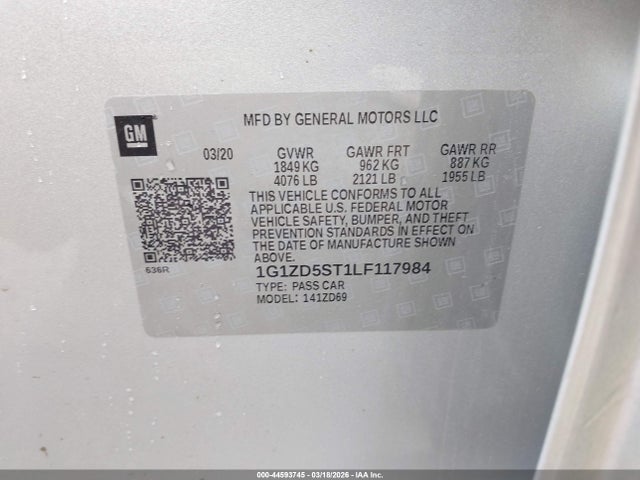 GM
MFD BY GENERAL MOTORS LLC
03/20 GVWR GAWR FRT GAWR RR
1849 KG 962 KG 887 KG
4076 LB 2121 LB 1955 LB
THIS VEHICLE CONFORMS TO ALL
APPLICABLE U.S. FEDERAL MOTOR
VEHICLE SAFETY, BUMPER, AND THEFT
PREVENTION STANDARDS IN EFFECT ON
THE DATE OF MANUFACTURE SHOWN
ABOVE.
636R
1G1ZD5ST1LF117984
TYPE: PASS CAR
MODEL: 141ZD69
000-44593745 - 03/18/2026 - IAAI.COM